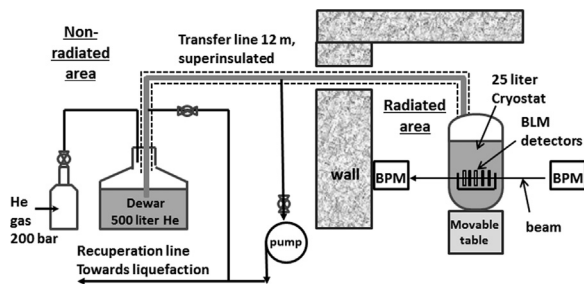 Non-
radiated
area
Transfer line 12 m,
superinsulated
25 liter
Cryostat
Radiated
area
BLM
detectors
wall
BPM
BPM
He
gas
200 bar
Dewar
500 liter He
pump
Movable
table
beam
Recuperation line
Towards liquefaction